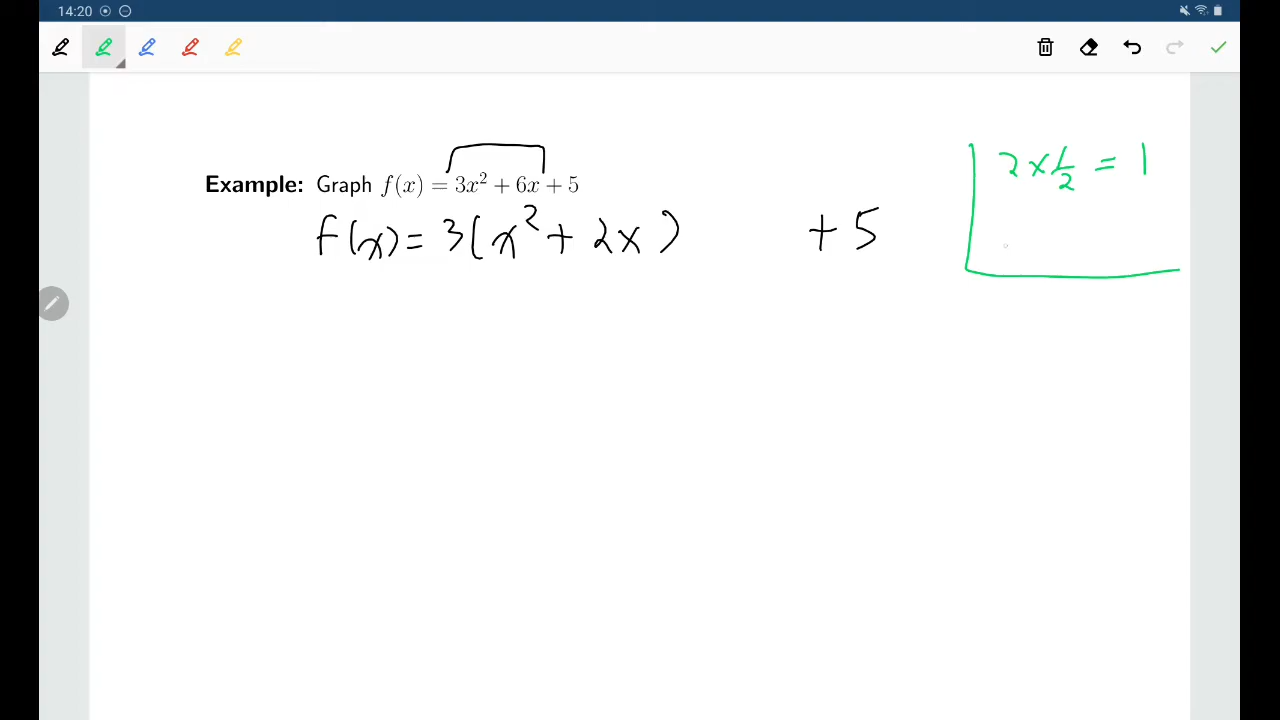 14:20
Example: Graph f(x) = 3x² + 6x + 5
f(x) = 3(x² + 2x) + 5
2 x 1/2 = 1